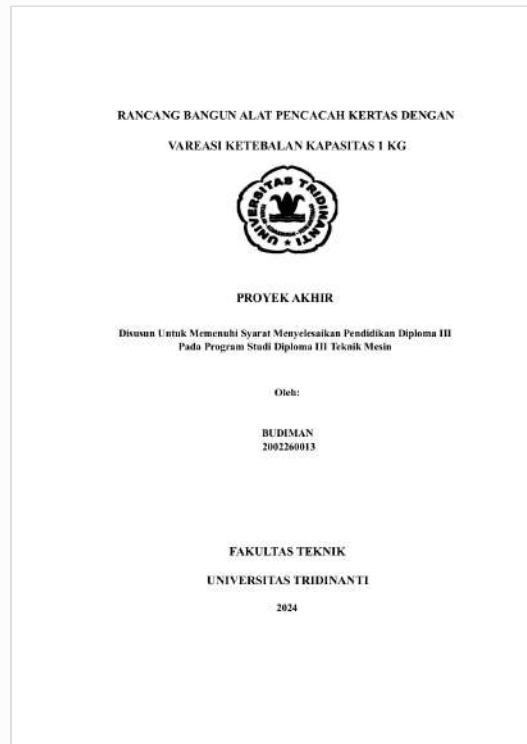 RANCANG BANGUN ALAT PENCACAH KERTAS DENGAN
VAREASI KETEBALAN KAPASITAS 1 KG
UNIVERSITAS TRIDINANTI
PROYEK AKHIR
Disusun Untuk Memenuhi Syarat Menyelesaikan Pendidikan Diploma III
Pada Program Studi Diploma III Teknik Mesin
Oleh:
BUDIMAN
2002260013
FAKULTAS TEKNIK
UNIVERSITAS TRIDINANTI
2024